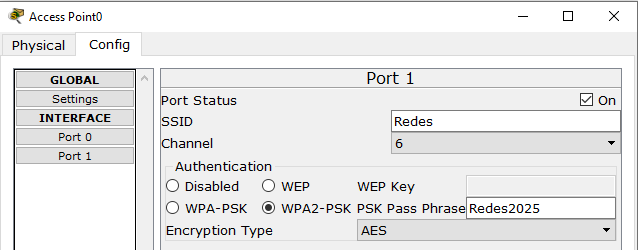 Access Point0
Physical Config
GLOBAL
Settings
INTERFACE
Port 0
Port 1
Port 1
Port Status On
SSID Redes
Channel 6
Authentication
Disabled WEP WEP Key
WPA-PSK WPA2-PSK PSK Pass Phrase Redes2025
Encryption Type AES